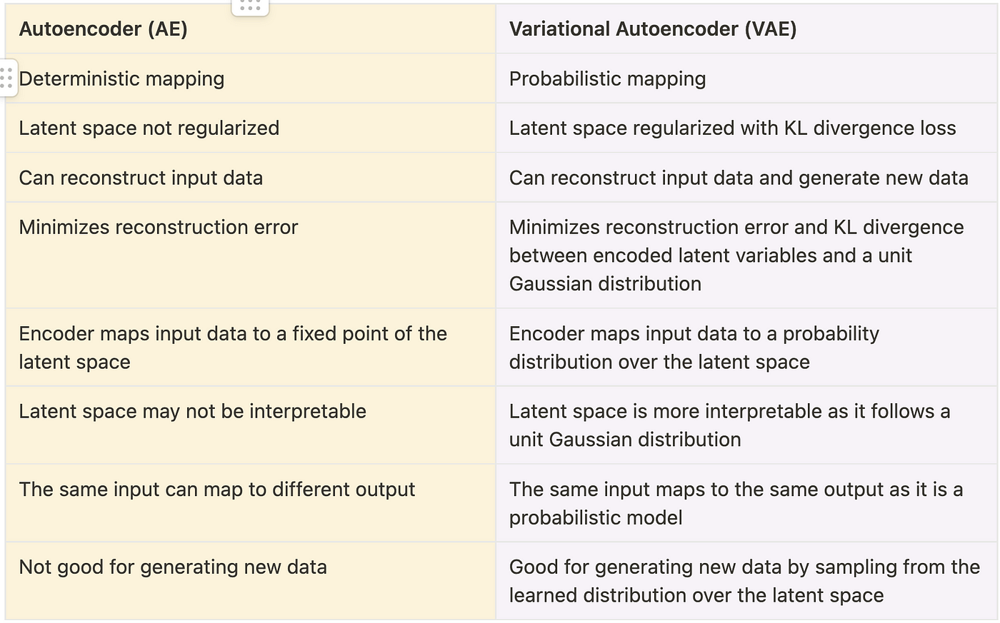 Autoencoder (AE)
Variational Autoencoder (VAE)
Deterministic mapping
Probabilistic mapping
Latent space not regularized
Latent space regularized with KL divergence loss
Can reconstruct input data
Can reconstruct input data and generate new data
Minimizes reconstruction error
Minimizes reconstruction error and KL divergence
between encoded latent variables and a unit
Gaussian distribution
Encoder maps input data to a fixed point of the
latent space
Encoder maps input data to a probability
distribution over the latent space
Latent space may not be interpretable
Latent space is more interpretable as it follows a
unit Gaussian distribution
The same input can map to different output
The same input maps to the same output as it is a
probabilistic model
Not good for generating new data
Good for generating new data by sampling from the
learned distribution over the latent space